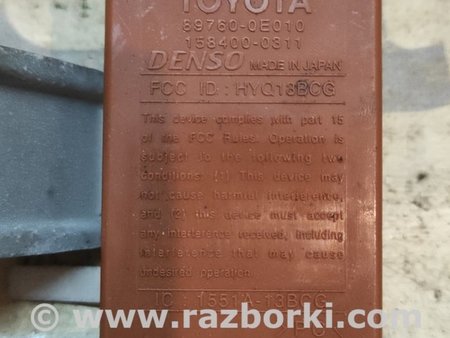 TOYOTA
89760-0E010
158400-0311
DENSO MADE IN JAPAN
FCC ID : HYQ13BCG
This device complies with part 15
of the FCC Rules. Operation is
subject to the following two
conditions: (1) This device may
not cause harmful interference,
and (2) this device must accept
any interference received, including
interference that may cause
undesired operation.
IC : 1551A-13BCG
www.razborki.com